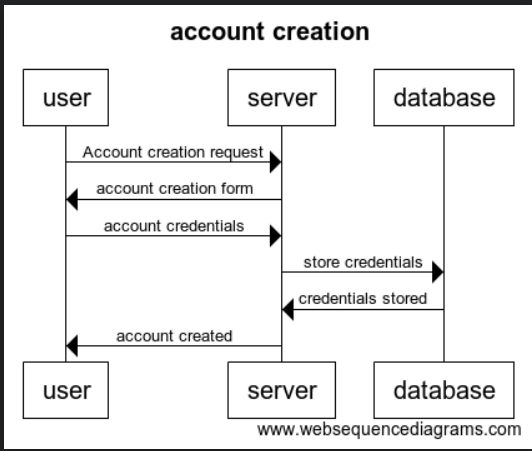 account creation
user
server
database
Account creation request
account creation form
account credentials
store credentials
credentials stored
account created
user
server
database
www.websequencediagrams.com